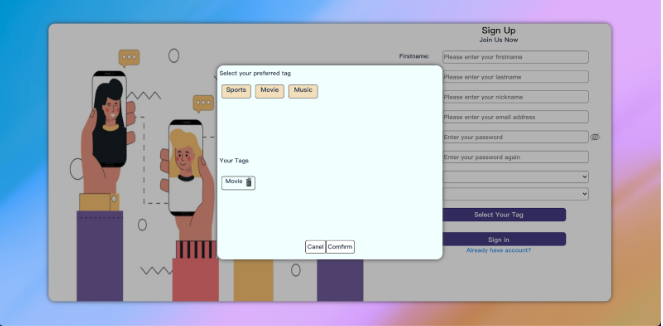 Sign Up
Join Us Now
Firstname:
Please enter your firstname
Please enter your lastname
Please enter your nickname
Please enter your email address
Enter your password
Enter your password again
Select Your Tag
Sign in
Already have account?
Select your preferred tag
Sports Movie Music
Your Tags
Movie
Canel Comfirm